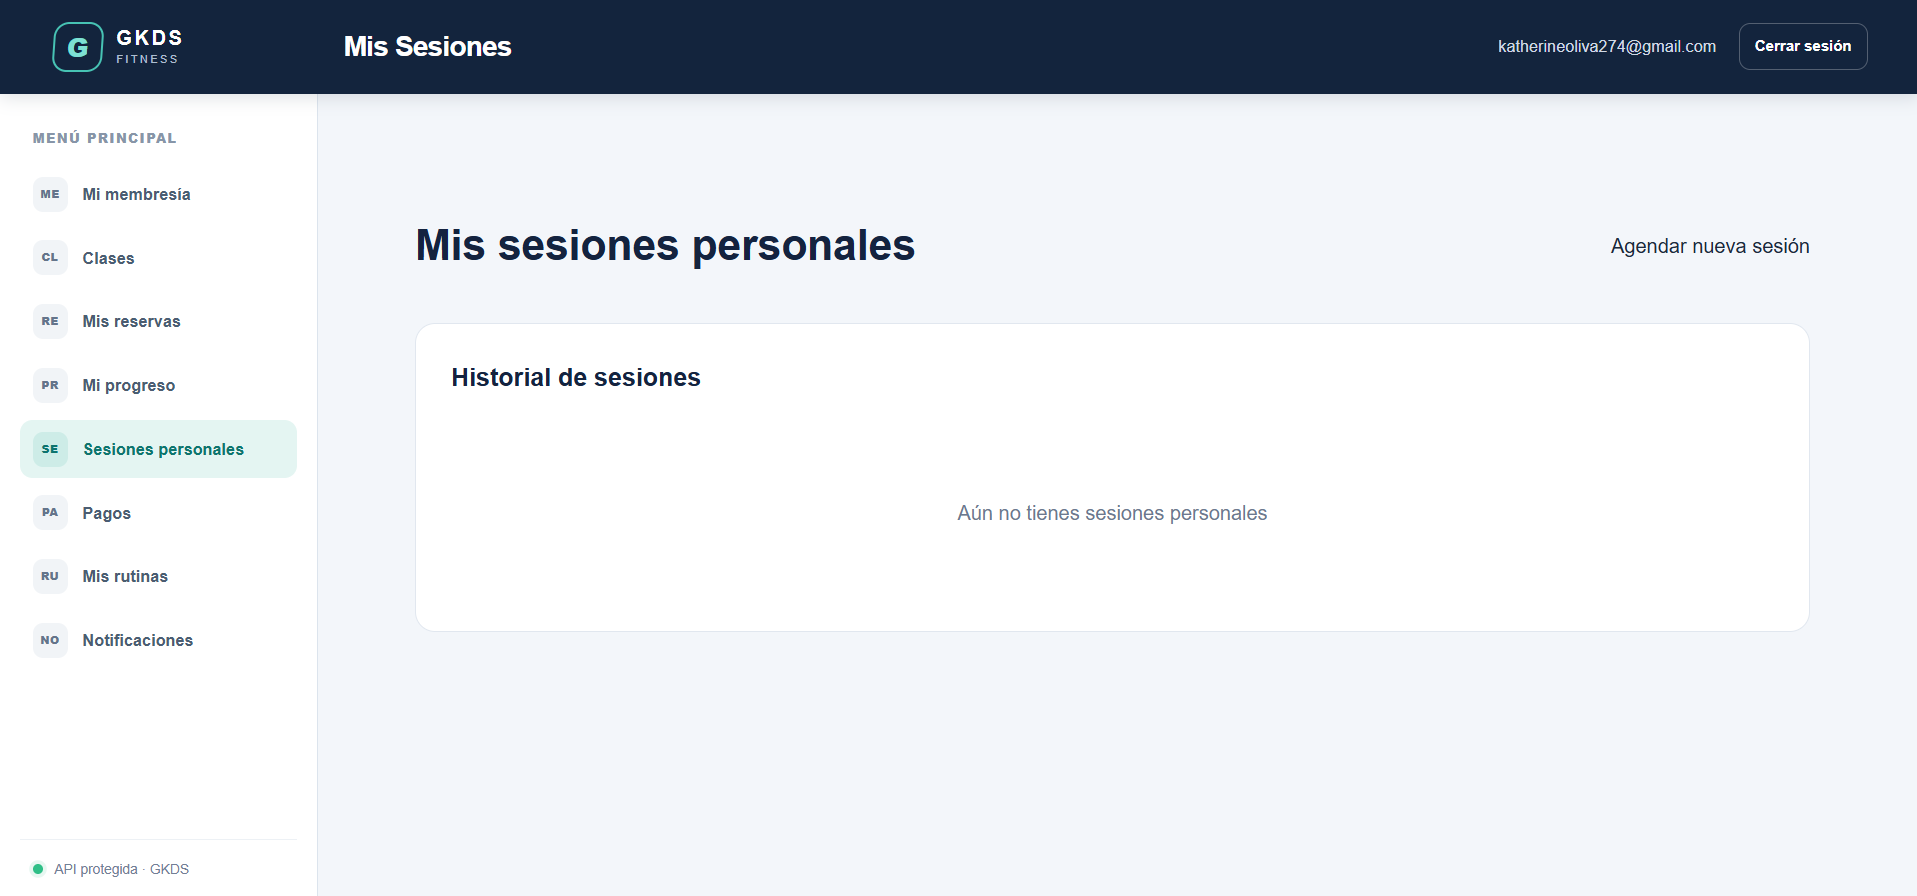 G
GKDS
FITNESS
Mis Sesiones
katherineoliva274@gmail.com
Cerrar sesión
MENÚ PRINCIPAL
ME Mi membresía
CL Clases
RE Mis reservas
PR Mi progreso
SE Sesiones personales
PA Pagos
RU Mis rutinas
NO Notificaciones
API protegida · GKDS
Mis sesiones personales
Agendar nueva sesión
Historial de sesiones
Aún no tienes sesiones personales